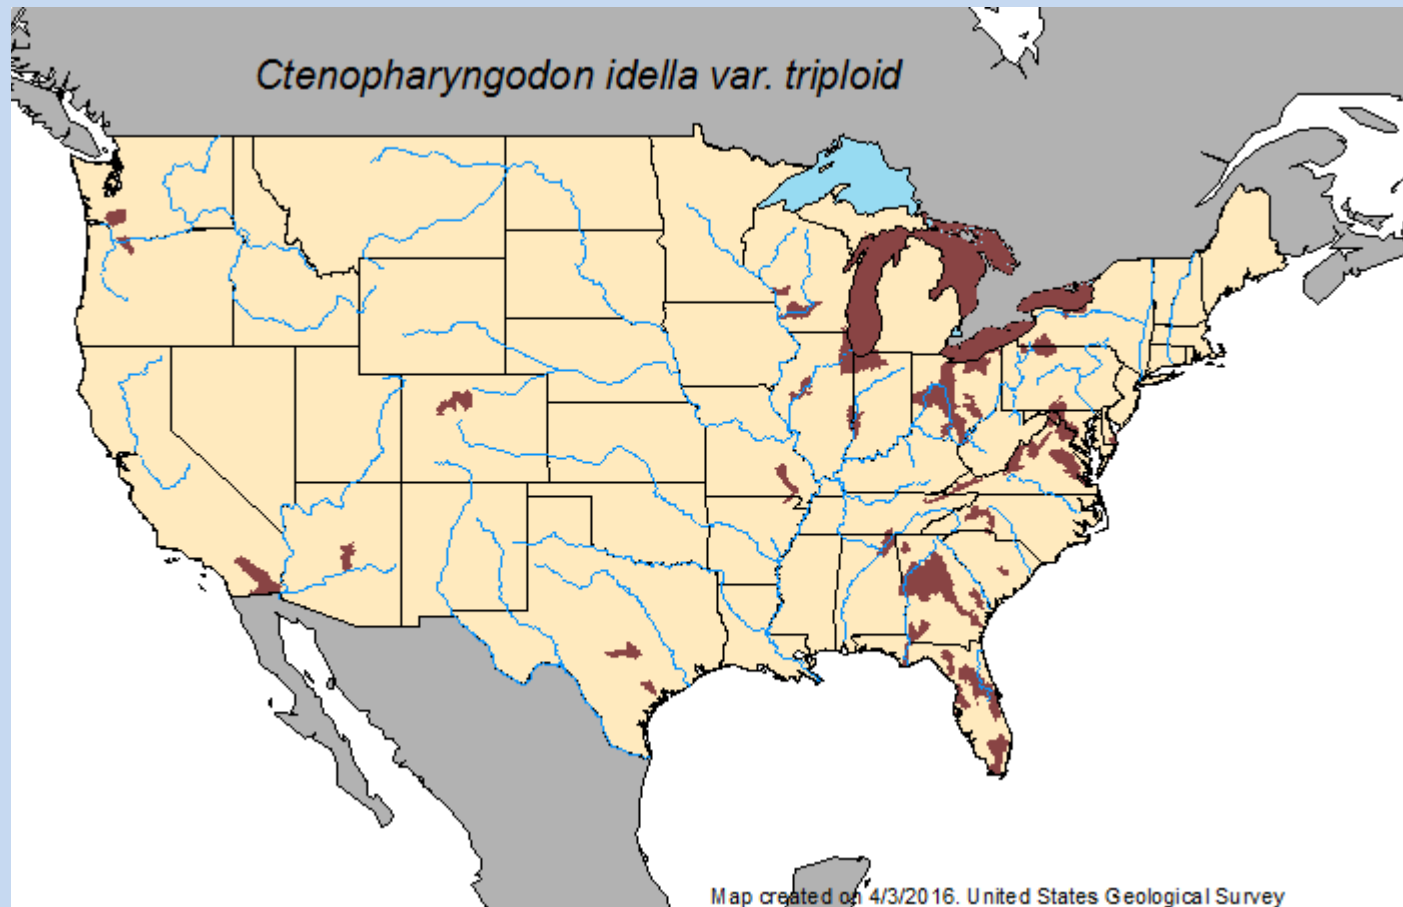 Ctenopharyngodon idella var. triploid
Map created on 4/3/2016. United States Geological Survey